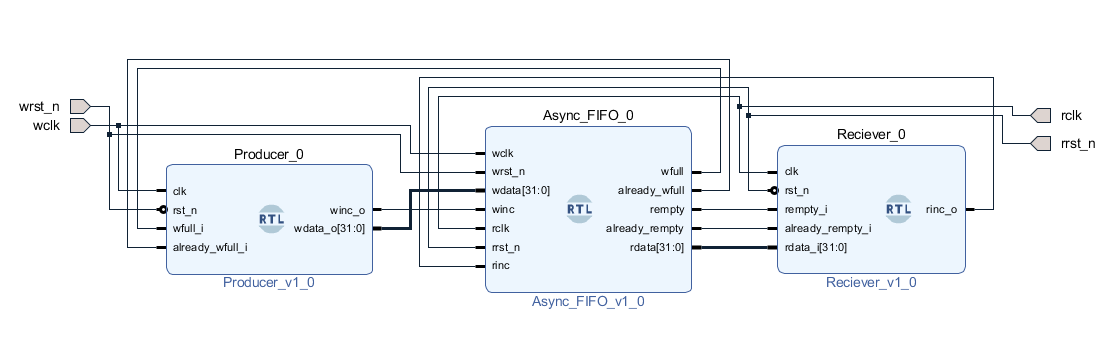 wrst_n
wclk
Producer_0
clk
rst_n
wfull_i
already_wfull_i
winc_o
wdata_o[31:0]
RTL
Producer_v1_0
Async_FIFO_0
wclk
wrst_n
wdata[31:0]
winc
rclk
rrst_n
rinc
wfull
already_wfull
rempty
already_rempty
rdata[31:0]
RTL
Async_FIFO_v1_0
Reciever_0
clk
rst_n
rempty_i
already_rempty_i
rdata_i[31:0]
rinc_o
RTL
Reciever_v1_0
rclk
rrst_n